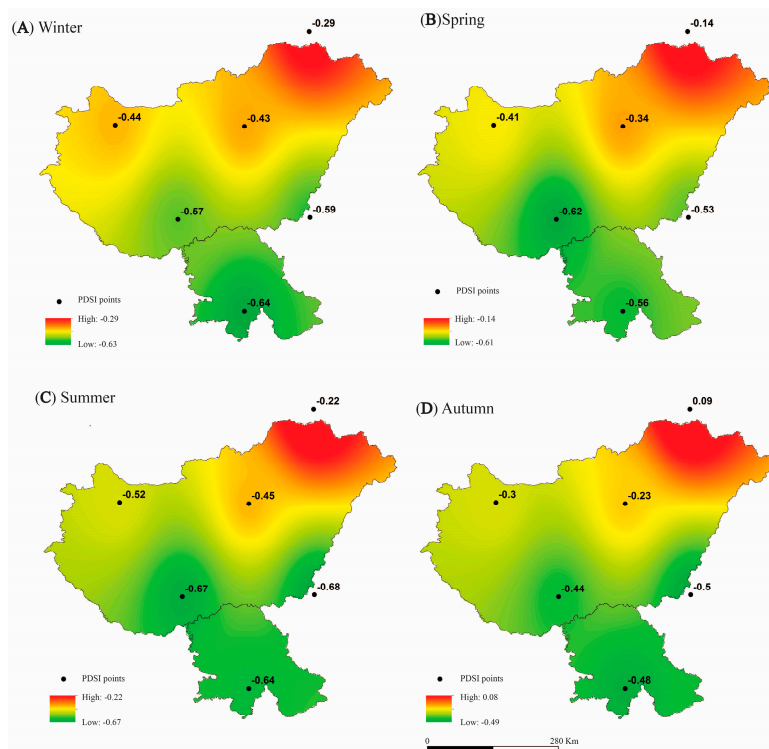 (A) Winter
-0.29
-0.44
-0.43
-0.67
-0.59
-0.64
PDSI points
High: -0.29
Low: -0.63
(B)Spring
-0.14
-0.41
-0.34
-0.62
-0.53
-0.56
PDSI points
High: -0.14
Low: -0.61
(C) Summer
-0.22
-0.52
-0.45
-0.67
-0.68
-0.64
PDSI points
High: -0.22
Low: -0.67
(D) Autumn
0.09
-0.3
-0.23
-0.44
-0.5
-0.48
PDSI points
High: 0.08
Low: -0.49
0 280 Km